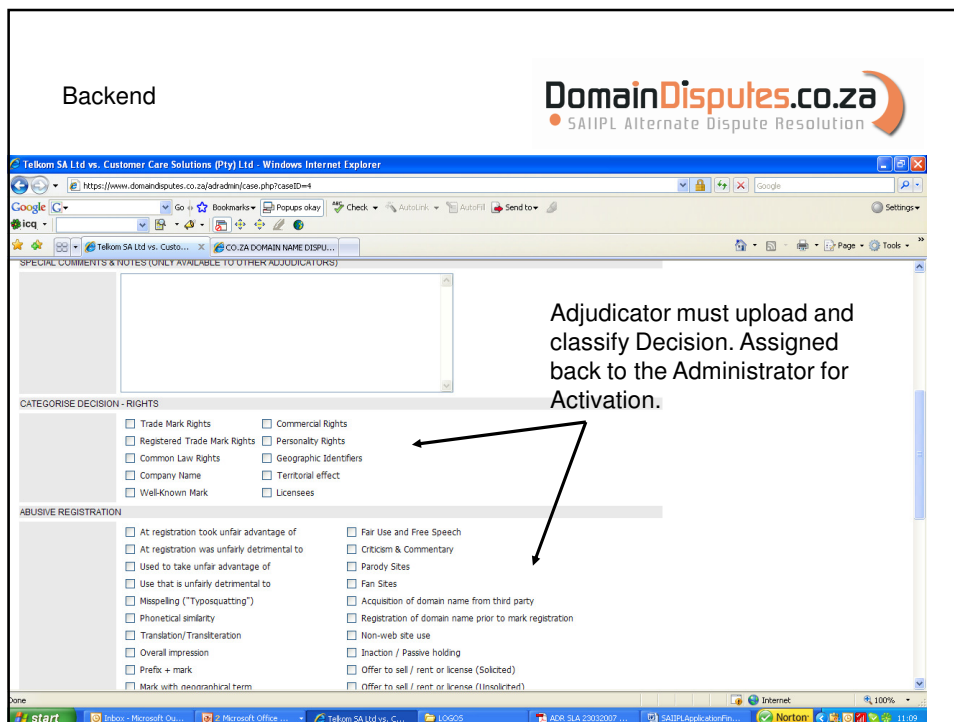 Backend
DomainDisputes.co.za
SAIIPL Alternate Dispute Resolution
Telkom SA Ltd vs. Customer Care Solutions (Pty) Ltd - Windows Internet Explorer
https://www.domaindisputes.co.za/adradmin/case.php?caseID=4
Google
Google G
Go
Bookmarks
Popups okay
Check
AutoLink
AutoFill
Send to
Settings
icq
Telkom SA Ltd vs. Custo...
CO.ZA DOMAIN NAME DISPU...
Page
Tools
SPECIAL COMMENTS & NOTES (ONLY AVAILABLE TO OTHER ADJUDICATORS)
Adjudicator must upload and
classify Decision. Assigned
back to the Administrator for
Activation.
CATEGORISE DECISION - RIGHTS
Trade Mark Rights Commercial Rights
Registered Trade Mark Rights Personality Rights
Common Law Rights Geographic Identifiers
Company Name Territorial effect
Well-Known Mark Licensees
ABUSIVE REGISTRATION
At registration took unfair advantage of Fair Use and Free Speech
At registration was unfairly detrimental to Criticism & Commentary
Used to take unfair advantage of Parody Sites
Use that is unfairly detrimental to Fan Sites
Misspelling ("Typosquatting") Acquisition of domain name from third party
Phonetical similarity Registration of domain name prior to mark registration
Translation/Transliteration Non-web site use
Overall impression Inaction / Passive holding
Prefix + mark Offer to sell / rent or license (Solicited)
Mark with geographical term Offer to sell / rent or license (Unsolicited)
Done Internet 100%
start Inbox - Microsoft Ou... 2 Microsoft Office ... Telkom SA Ltd vs. C... LOGOS ADR SLA 23032007 ... SAIIPLApplicationFin... Norton 11:09